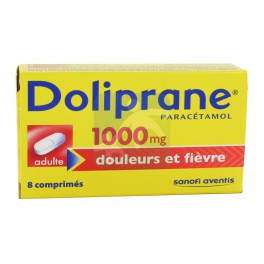 Doliprane®
PARACÉTAMOL
1000 mg
adulte
douleurs et fièvre
8 comprimés
sanofi aventis